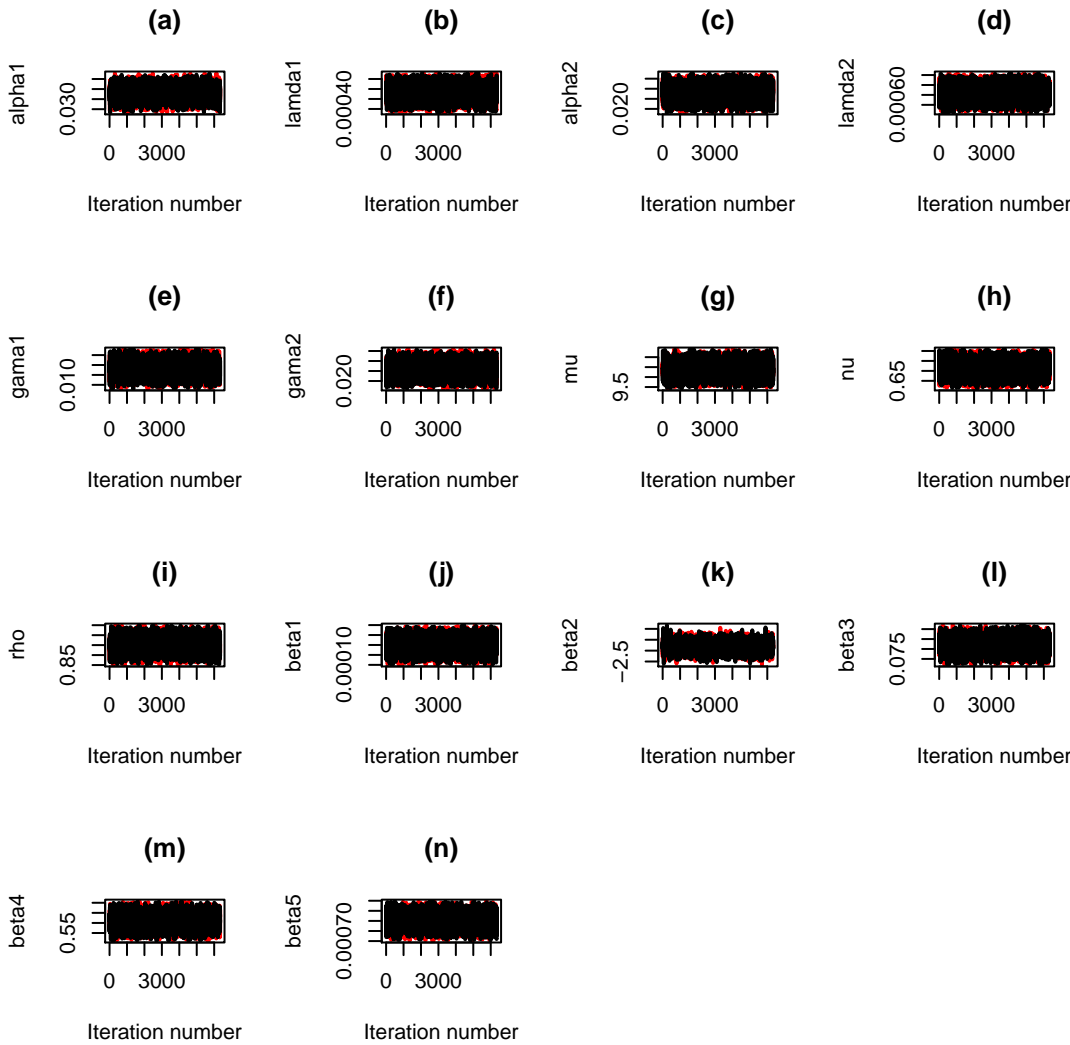 (a) (b) (c) (d)
alpha1 0.030 lamda1 0.0040 alpha2 0.020 lamda2 0.00060
0 3000 0 3000 0 3000 0 3000
Iteration number Iteration number Iteration number Iteration number
(e) (f) (g) (h)
gama1 0.010 gama2 0.020 mu 9.5 nu 0.65
0 3000 0 3000 0 3000 0 3000
Iteration number Iteration number Iteration number Iteration number
(i) (j) (k) (l)
rho 0.85 beta1 0.00010 beta2 −2.5 beta3 0.075
0 3000 0 3000 0 3000 0 3000
Iteration number Iteration number Iteration number Iteration number
(m) (n)
beta4 0.55 beta5 0.00070
0 3000 0 3000
Iteration number Iteration number